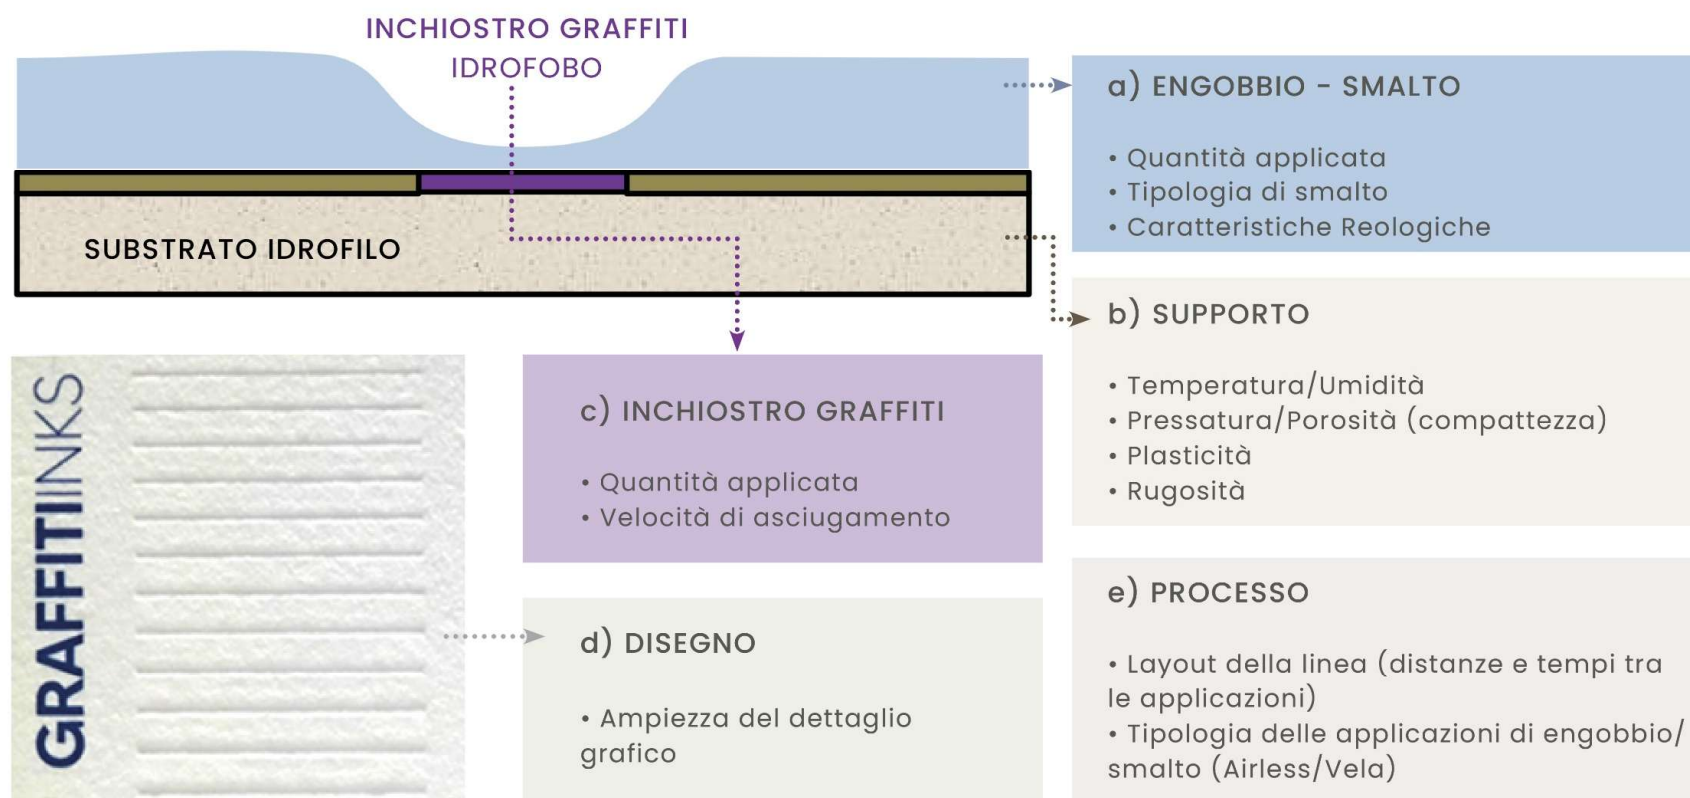 INCHIOSTRO GRAFFITI
IDROFOBO
SUBSTRATO IDROFILO
a) ENGOBBIO - SMALTO
• Quantità applicata
• Tipologia di smalto
• Caratteristiche Reologiche
b) SUPPORTO
• Temperatura/Umidità
• Pressatura/Porosità (compattezza)
• Plasticità
• Rugosità
GRAFFITIINKS
c) INCHIOSTRO GRAFFITI
• Quantità applicata
• Velocità di asciugamento
d) DISEGNO
• Ampiezza del dettaglio
grafico
e) PROCESSO
• Layout della linea (distanze e tempi tra
le applicazioni)
• Tipologia delle applicazioni di engobbio/
smalto (Airless/Vela)